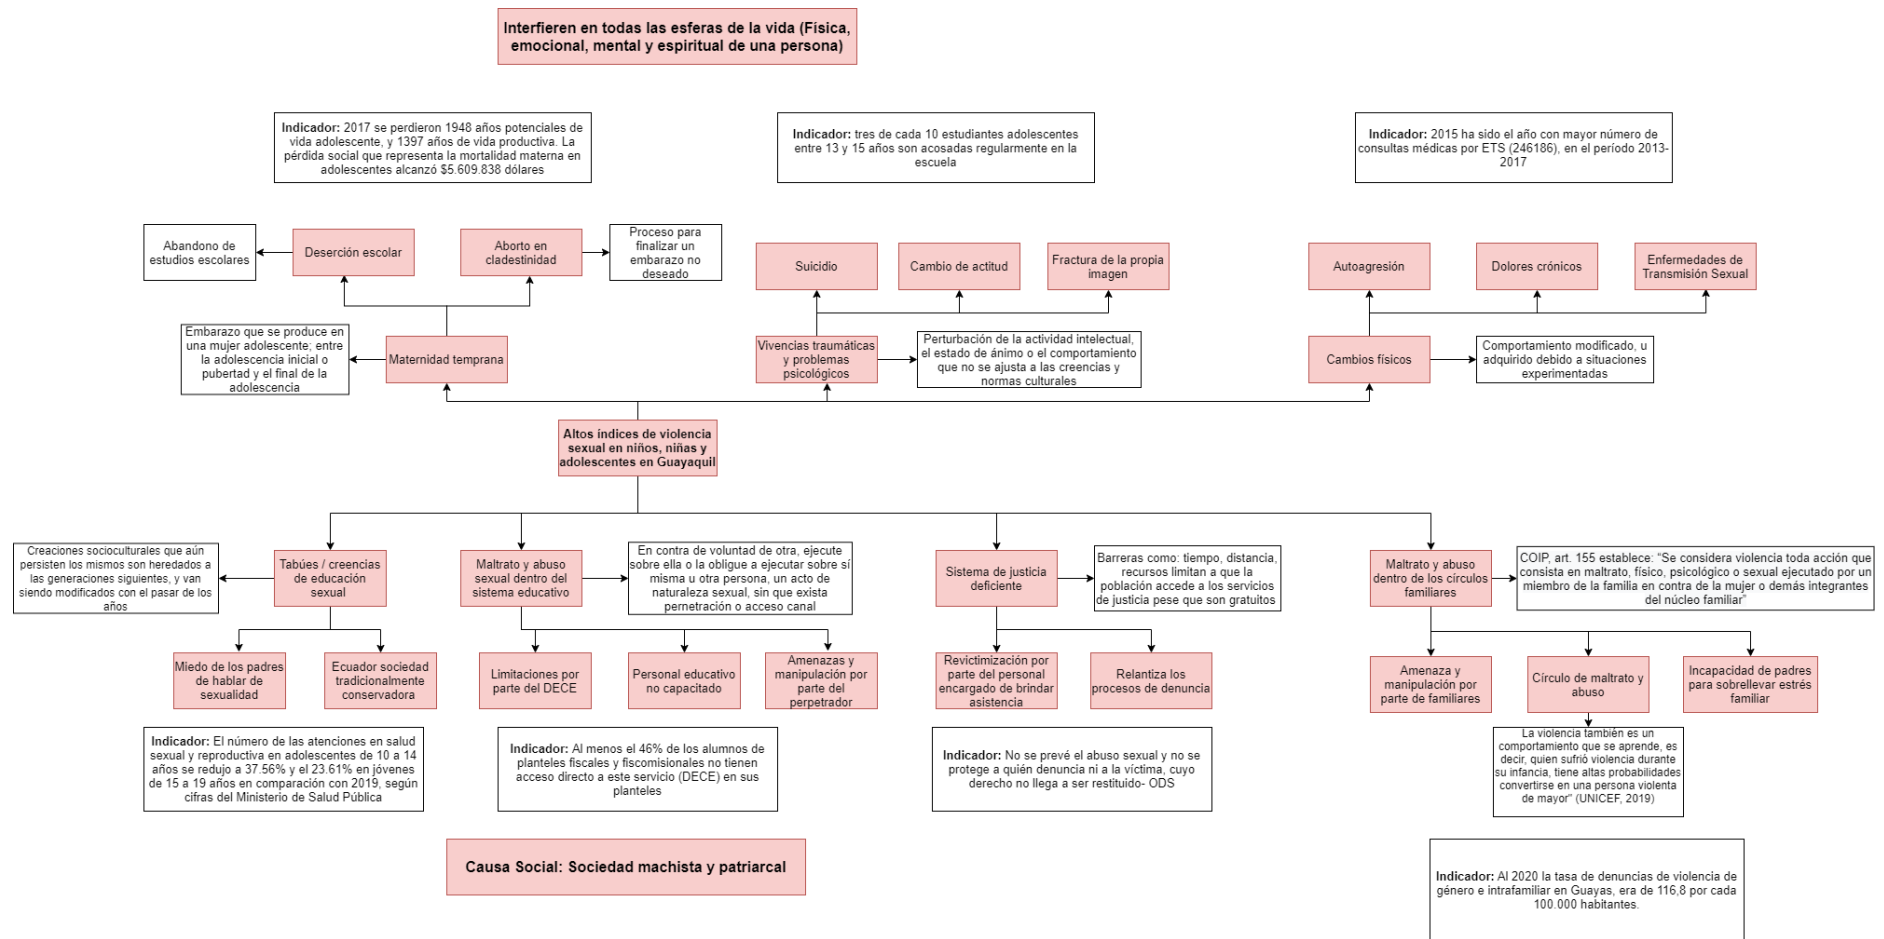 Interfieren en todas las esferas de la vida (Física,
emocional, mental y espiritual de una persona)
Indicador: 2017 se perdieron 1948 años potenciales de
vida adolescente, y 1397 años de vida productiva. La
pérdida social que representa la mortalidad materna en
adolescentes alcanzó $5.609.838 dólares
Indicador: tres de cada 10 estudiantes adolescentes
entre 13 y 15 años son acosadas regularmente en la
escuela
Indicador: 2015 ha sido el año con mayor número de
consultas médicas por ETS (246186), en el período 2013-
2017
Abandono de
estudios escolares
Deserción escolar
Aborto en
cladestinidad
Proceso para
finalizar un
embarazo no
deseado
Suicidio
Cambio de actitud
Fractura de la propia
imagen
Autoagresión
Dolores crónicos
Enfermedades de
Transmisión Sexual
Embarazo que se produce en
una mujer adolescente; entre
la adolescencia inicial o
pubertad y el final de la
adolescencia
Maternidad temprana
Vivencias traumáticas
y problemas
psicológicos
Perturbación de la actividad intelectual,
el estado de ánimo o el comportamiento
que no se ajusta a las creencias y
normas culturales
Cambios físicos
Comportamiento modificado, u
adquirido debido a situaciones
experimentadas
Altos índices de violencia
sexual en niños, niñas y
adolescentes en Guayaquil
Creaciones socioculturales que aún
persisten los mismos son heredados a
las generaciones siguientes, y van
siendo modificados con el pasar de los
años
Tabúes / creencias
de educación
sexual
Maltrato y abuso
sexual dentro del
sistema educativo
En contra de voluntad de otra, ejecute
sobre ella o la obligue a ejecutar sobre sí
misma u otra persona, un acto de
naturaleza sexual, sin que exista
pernetración o acceso canal
Sistema de justicia
deficiente
Barreras como: tiempo, distancia,
recursos limitan a que la
población accede a los servicios
de justicia pese que son gratuitos
Maltrato y abuso
dentro de los círculos
familiares
COIP, art. 155 establece: “Se considera violencia toda acción que
consista en maltrato, físico, psicológico o sexual ejecutado por un
miembro de la familia en contra de la mujer o demás integrantes
del núcleo familiar”
Miedo de los padres
de hablar de
sexualidad
Ecuador sociedad
tradicionalmente
conservadora
Limitaciones por
parte del DECE
Personal educativo
no capacitado
Amenazas y
manipulación por
parte del
perpetrador
Revictimización por
parte del personal
encargado de brindar
asistencia
Relantiza los
procesos de denuncia
Amenaza y
manipulación por
parte de familiares
Círculo de maltrato y
abuso
Incapacidad de padres
para sobrellevar estrés
familiar
Indicador: El número de las atenciones en salud
sexual y reproductiva en adolescentes de 10 a 14
años se redujo a 37.56% y el 23.61% en jóvenes
de 15 a 19 años en comparación con 2019, según
cifras del Ministerio de Salud Pública
Indicador: Al menos el 46% de los alumnos de
planteles fiscales y fiscomisionales no tienen
acceso directo a este servicio (DECE) en sus
planteles
Indicador: No se prevé el abuso sexual y no se
protege a quién denuncia ni a la víctima, cuyo
derecho no llega a ser restituido- ODS
La violencia también es un
comportamiento que se aprende, es
decir, quien sufrió violencia durante
su infancia, tiene altas probabilidades
convertirse en una persona violenta
de mayor" (UNICEF, 2019)
Causa Social: Sociedad machista y patriarcal
Indicador: Al 2020 la tasa de denuncias de violencia de
género e intrafamiliar en Guayas, era de 116,8 por cada
100.000 habitantes.